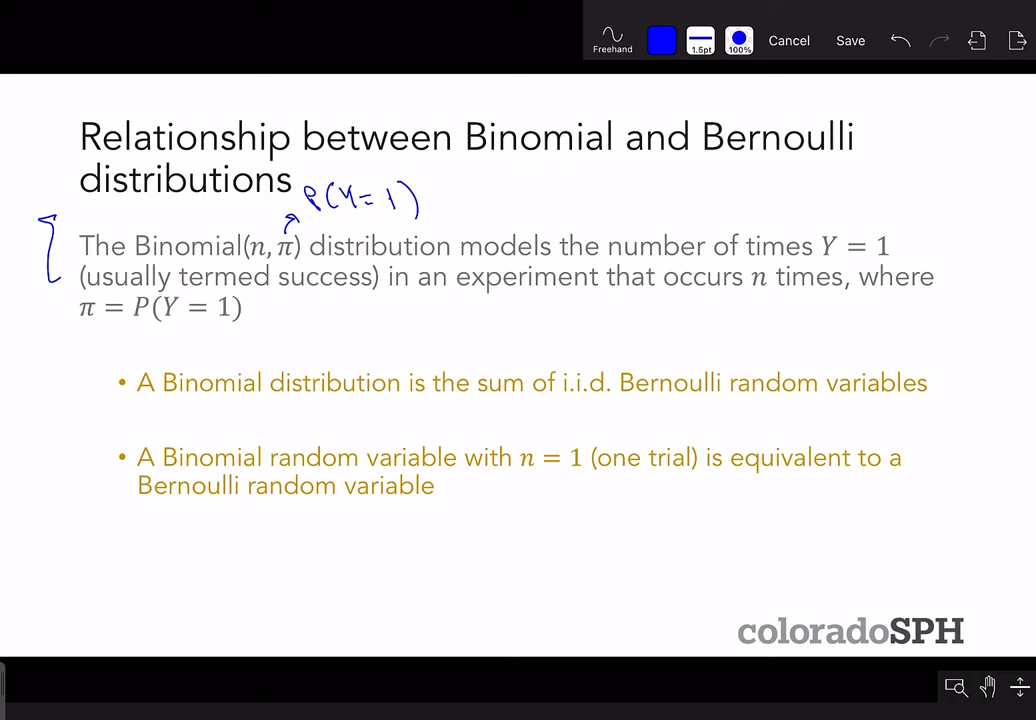 Freehand
1.5pt
100%
Cancel
Save
Relationship between Binomial and Bernoulli
distributions
P(Y=1)
The Binomial(n, π) distribution models the number of times Y = 1
(usually termed success) in an experiment that occurs n times, where
π = P(Y = 1)
• A Binomial distribution is the sum of i.i.d. Bernoulli random variables
• A Binomial random variable with n = 1 (one trial) is equivalent to a
Bernoulli random variable
coloradoSPH